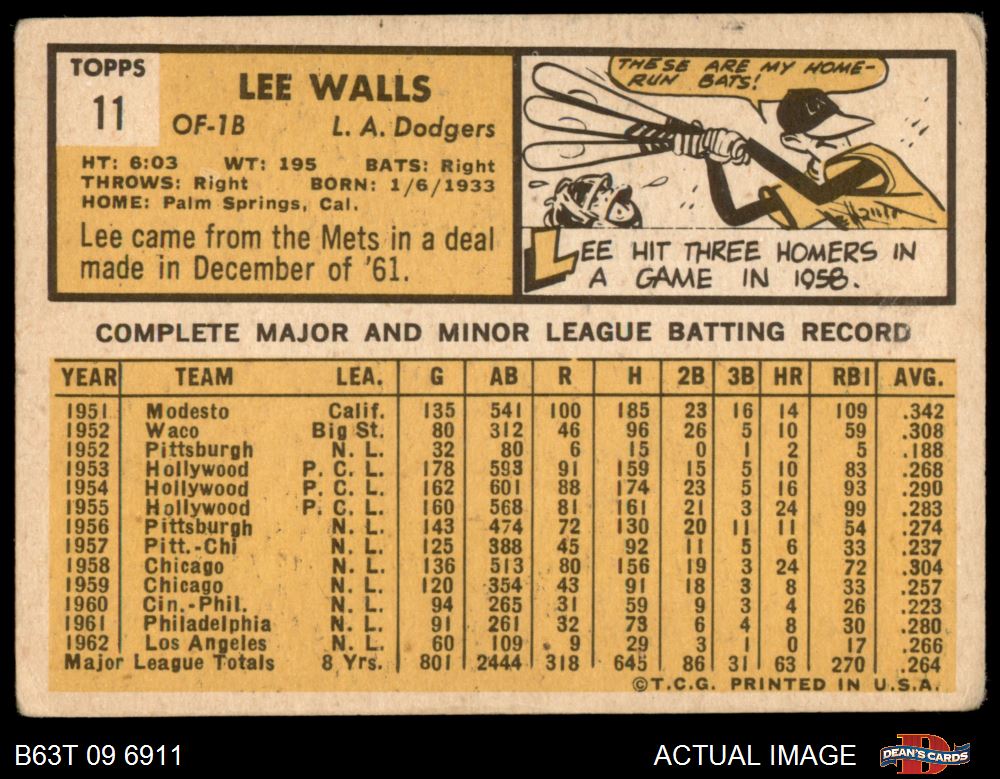 TOPPS
11
LEE WALLS
OF-1B L. A. Dodgers
HT: 6:03 WT: 195 BATS: Right
THROWS: Right BORN: 1/6/1933
HOME: Palm Springs, Cal.
Lee came from the Mets in a deal
made in December of '61.
THESE ARE MY HOME-
RUN BATS!
LA
LEE HIT THREE HOMERS IN
A GAME IN 1958.
COMPLETE MAJOR AND MINOR LEAGUE BATTING RECORD
YEAR TEAM LEA. G AB R H 2B 3B HR RBI AVG.
1951 Modesto Calif. 135 541 100 185 23 16 14 109 .342
1952 Waco Big St. 80 312 46 96 26 5 10 59 .308
1952 Pittsburgh N. L. 32 80 6 15 0 1 2 5 .188
1953 Hollywood P. C. L. 178 593 91 159 15 5 10 83 .268
1954 Hollywood P. C. L. 162 601 88 174 23 5 16 93 .290
1955 Hollywood P. C. L. 160 568 81 161 21 3 24 99 .283
1956 Pittsburgh N. L. 143 474 72 130 20 11 11 54 .274
1957 Pitt.-Chi N. L. 125 388 45 92 11 5 6 33 .237
1958 Chicago N. L. 136 513 80 156 19 3 24 72 .304
1959 Chicago N. L. 120 354 43 91 18 3 8 33 .257
1960 Cin.-Phil. N. L. 94 265 31 59 9 3 4 26 .223
1961 Philadelphia N. L. 91 261 32 73 6 4 8 30 .280
1962 Los Angeles N. L. 60 109 9 29 3 1 0 17 .266
Major League Totals 8 Yrs. 801 2444 318 645 86 31 63 270 .264
©T.C.G. PRINTED IN U.S.A.
B63T 09 6911 ACTUAL IMAGE DEAN'S CARDS